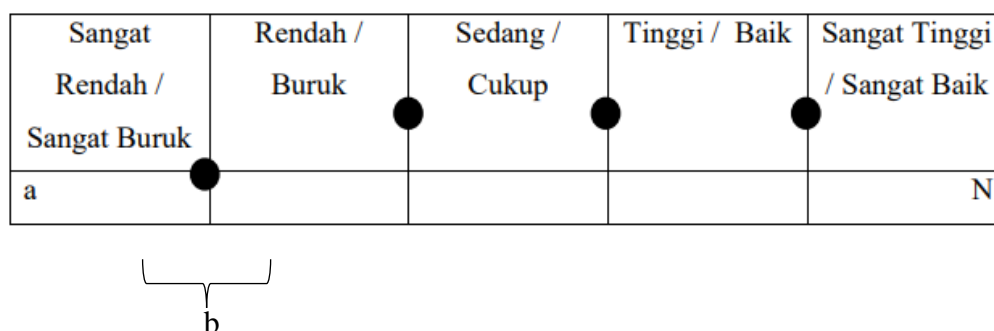 Sangat
Rendah /
Sangat Buruk
Rendah /
Buruk
Sedang /
Cukup
Tinggi / Baik
Sangat Tinggi
/ Sangat Baik
a
N
b